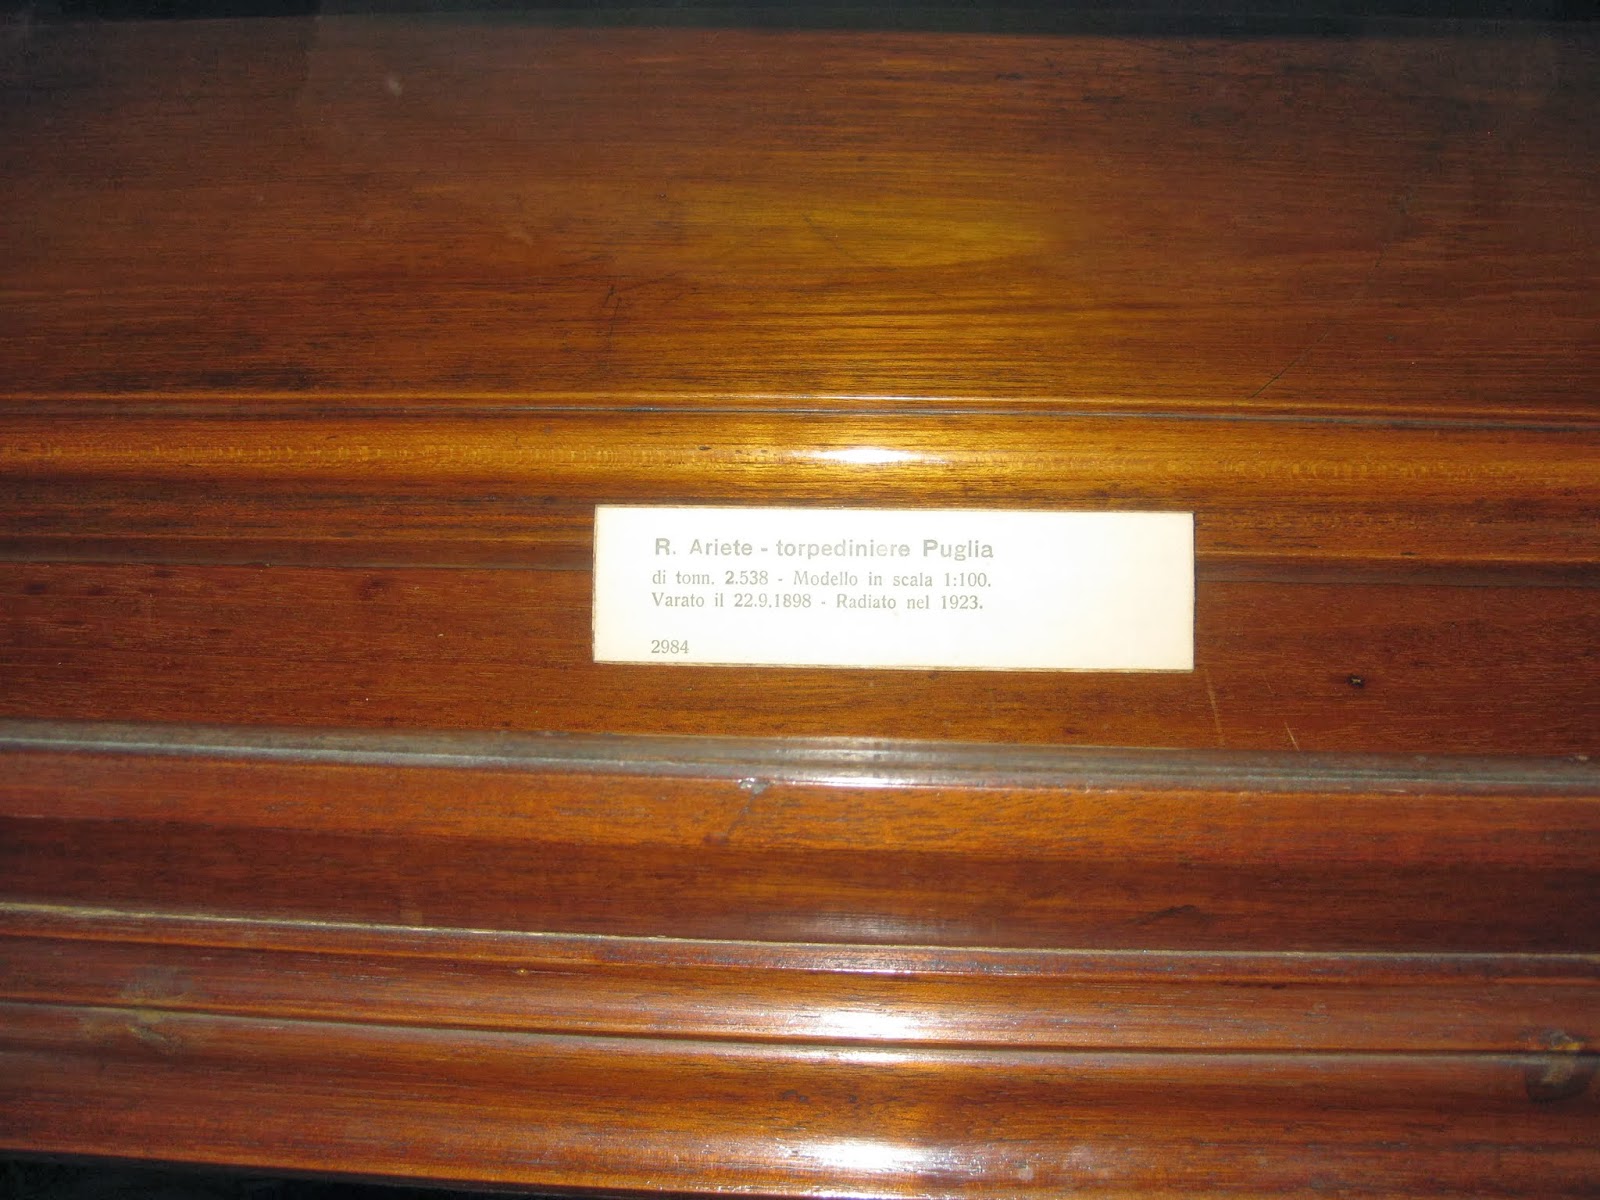 R. Ariete - torpediniere Puglia
di tonn. 2.538 - Modello in scala 1:100.
Varato il 22.9.1898 - Radiato nel 1923.
2984